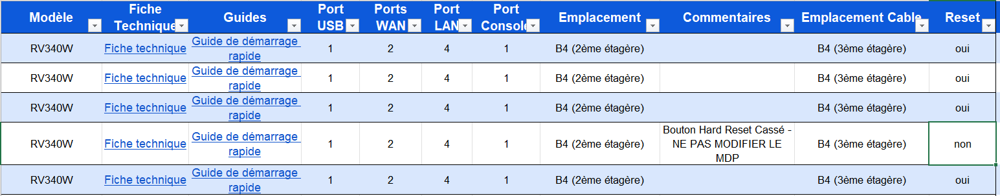 Modèle	Fiche Technique	Guides	Port USB	Ports WAN	Port LAN	Port Console	Emplacement	Commentaires	Emplacement Cable	Reset
RV340W	Fiche technique	Guide de démarrage rapide	1	2	4	1	B4 (2ème étagère)		B4 (3ème étagère)	oui
RV340W	Fiche technique	Guide de démarrage rapide	1	2	4	1	B4 (2ème étagère)		B4 (3ème étagère)	oui
RV340W	Fiche technique	Guide de démarrage rapide	1	2	4	1	B4 (2ème étagère)		B4 (3ème étagère)	oui
RV340W	Fiche technique	Guide de démarrage rapide	1	2	4	1	B4 (2ème étagère)	Bouton Hard Reset Cassé - NE PAS MODIFIER LE MDP	B4 (3ème étagère)	non
RV340W	Fiche technique	Guide de démarrage rapide	1	2	4	1	B4 (2ème étagère)		B4 (3ème étagère)	oui